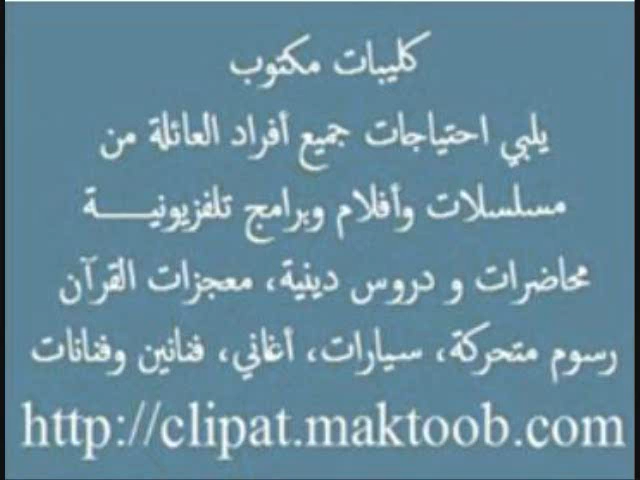 كليبات مكتوب
يلبي احتياجات جميع أفراد العائلة من
مسلسلات وأفلام وبرامج تلفزيونيـــــة
محاضرات و دروس دينية، معجزات القرآن
رسوم متحركة، سيارات، أغاني، فنانين وفنانات
http://clipat.maktoob.com